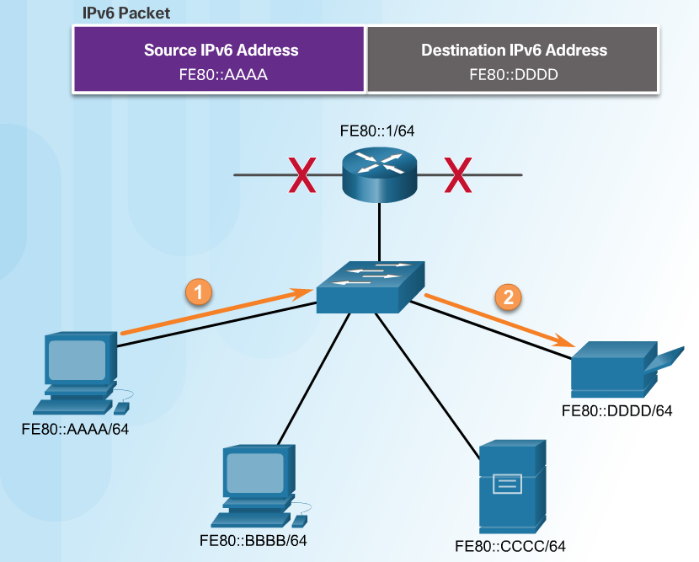 IPv6 Packet
Source IPv6 Address
FE80::AAAA
Destination IPv6 Address
FE80::DDDD
FE80::1/64
X
X
1
2
FE80::AAAA/64
FE80::DDDD/64
FE80::BBBB/64
FE80::CCCC/64